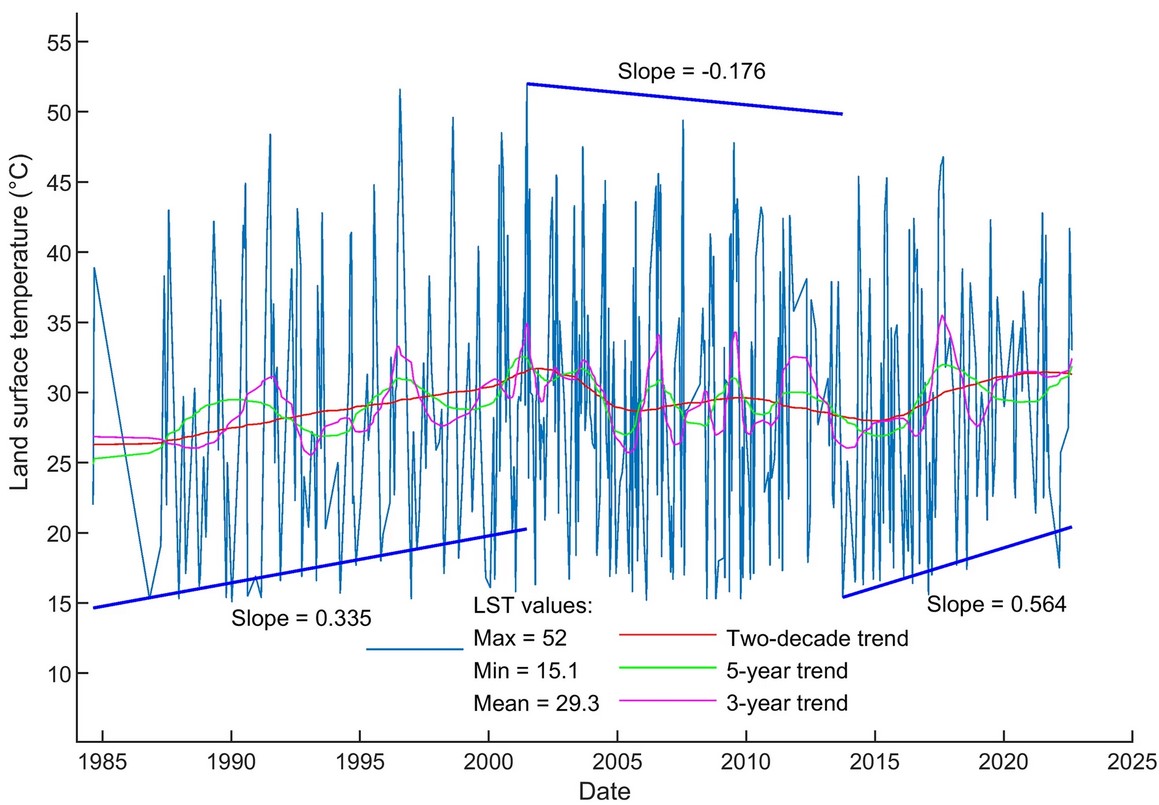 Slope = -0.176
55
50
45
40
35
30
25
20
15
10
Land surface temperature (°C)
Slope = 0.335
Slope = 0.564
LST values:
Max = 52
Min = 15.1
Mean = 29.3
Two-decade trend
5-year trend
3-year trend
1985 1990 1995 2000 2005 2010 2015 2020 2025
Date